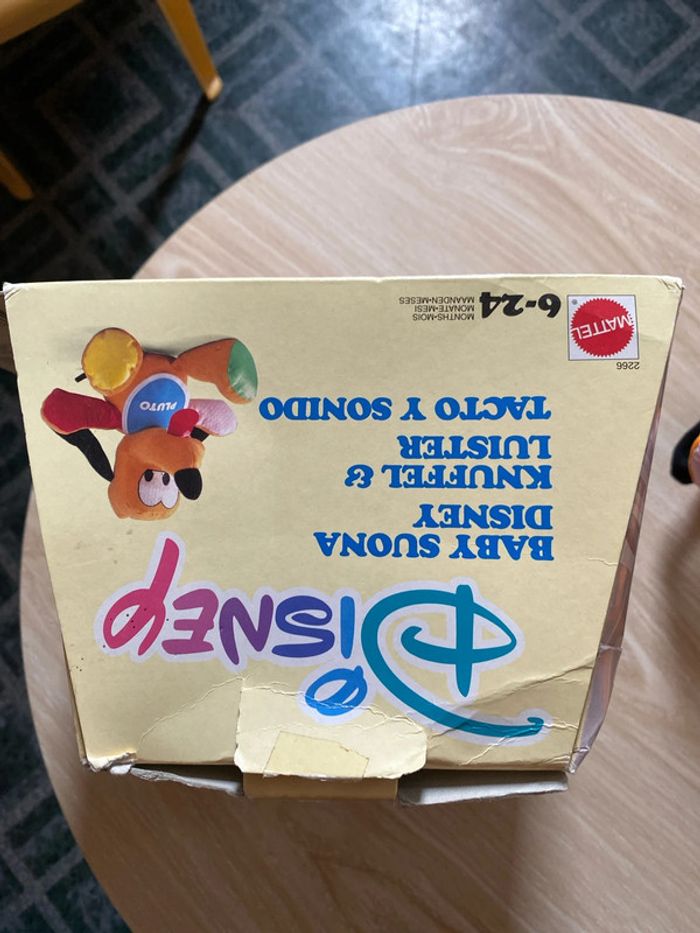 Disney
BABY SUONA
DISNEY
KNUFFEL &
LUISTER
TACTO Y SONIDO
PLUTO
2266
MATTEL
®
6-24
MONTHS•MOIS
MONATE•MESI
MAANDEN•MESES